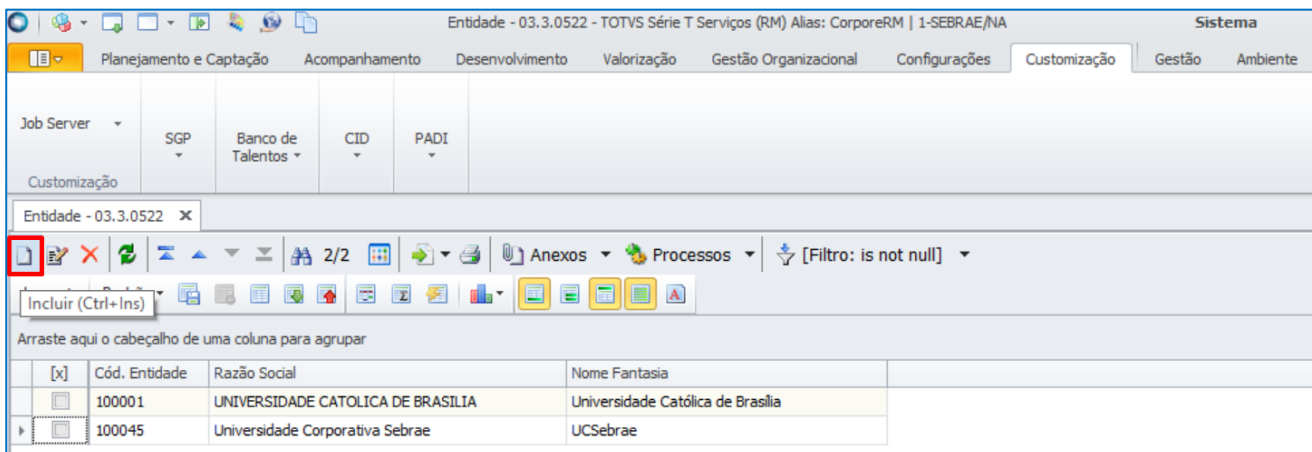 Entidade - 03.3.0522 - TOTVS Série T Serviços (RM) Alias: CorporeRM | 1-SEBRAE/NA Sistema
Planejamento e Captação Acompanhamento Desenvolvimento Valorização Gestão Organizacional Configurações Customização Gestão Ambiente
Job Server SGP Banco de Talentos CID PADI
Customização
Entidade - 03.3.0522 X
2/2 Anexos Processos [Filtro: is not null]
Incluir (Ctrl+Ins)
Arraste aqui o cabeçalho de uma coluna para agrupar
[x] Cód. Entidade Razão Social Nome Fantasia
100001 UNIVERSIDADE CATOLICA DE BRASILIA Universidade Católica de Brasília
100045 Universidade Corporativa Sebrae UCSebrae